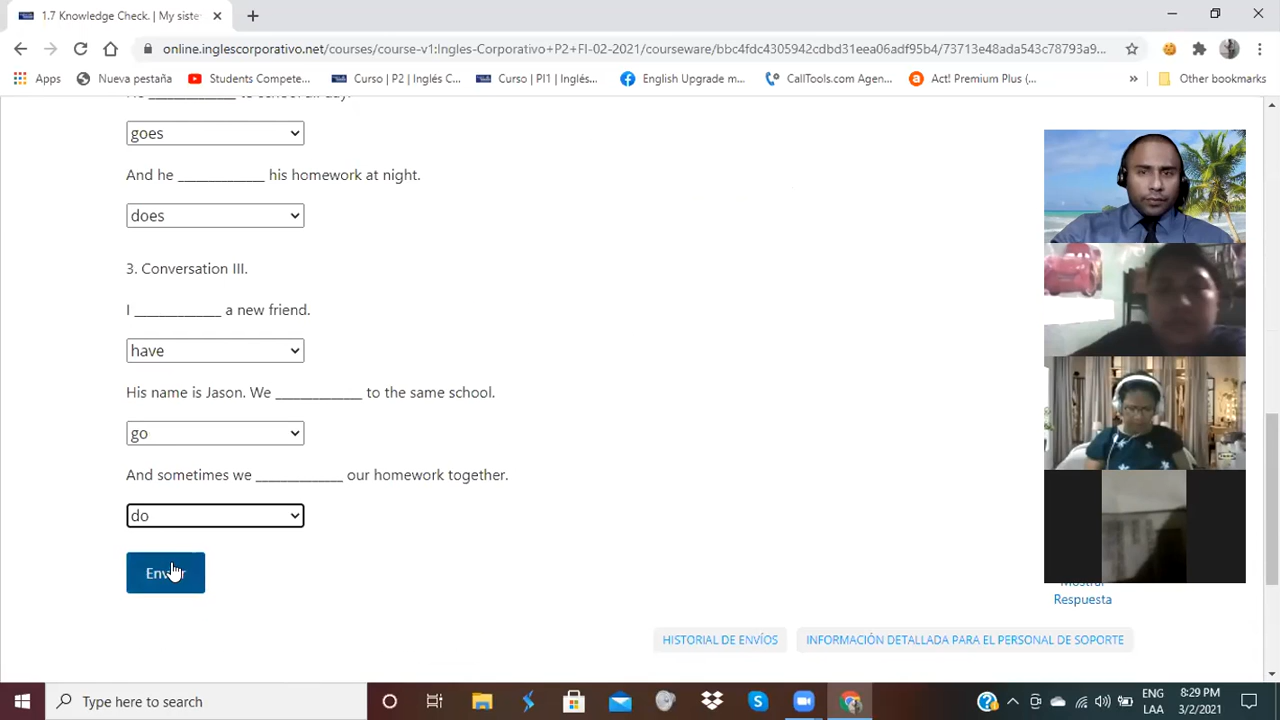 1.7 Knowledge Check. | My siste
online.inglescorporativo.net/courses/course-v1:Ingles-Corporativo+P2+FI-02-2021/courseware/bbc4fdc4305942cdbd31eea06adf95b4/73713e48ada543c78793a9...
Apps Nueva pestaña Students Compete... Curso | P2 | Inglés C... Curso | PI1 | Inglés... English Upgrade m... CallTools.com Agen... Act! Premium Plus (... » Other bookmarks
goes
And he _____________ his homework at night.
does
3. Conversation III.
I _____________ a new friend.
have
His name is Jason. We _____________ to the same school.
go
And sometimes we _____________ our homework together.
do
Enviar
Respuesta
HISTORIAL DE ENVÍOS INFORMACIÓN DETALLADA PARA EL PERSONAL DE SOPORTE
Type here to search
ENG 8:29 PM
LAA 3/2/2021